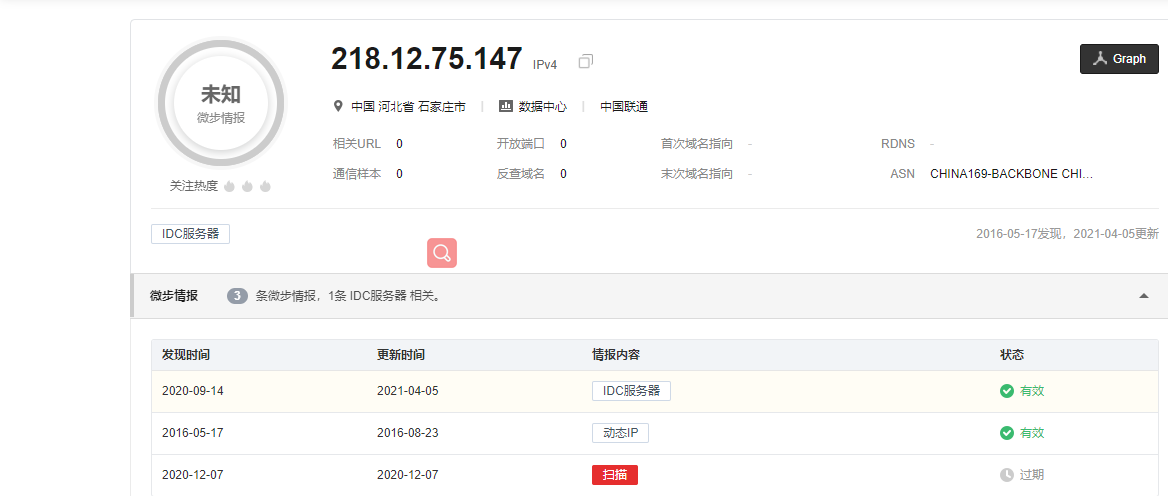 未知
微步情报
关注热度
218.12.75.147 IPv4
Graph
中国 河北省 石家庄市 数据中心 中国联通
相关URL 0 开放端口 0 首次域名指向 - RDNS -
通信样本 0 反查域名 0 末次域名指向 - ASN CHINA169-BACKBONE CHI...
IDC服务器 2016-05-17发现，2021-04-05更新
微步情报 3 条微步情报，1条 IDC服务器 相关。
发现时间 更新时间 情报内容 状态
2020-09-14 2021-04-05 IDC服务器 有效
2016-05-17 2016-08-23 动态IP 有效
2020-12-07 2020-12-07 扫描 过期